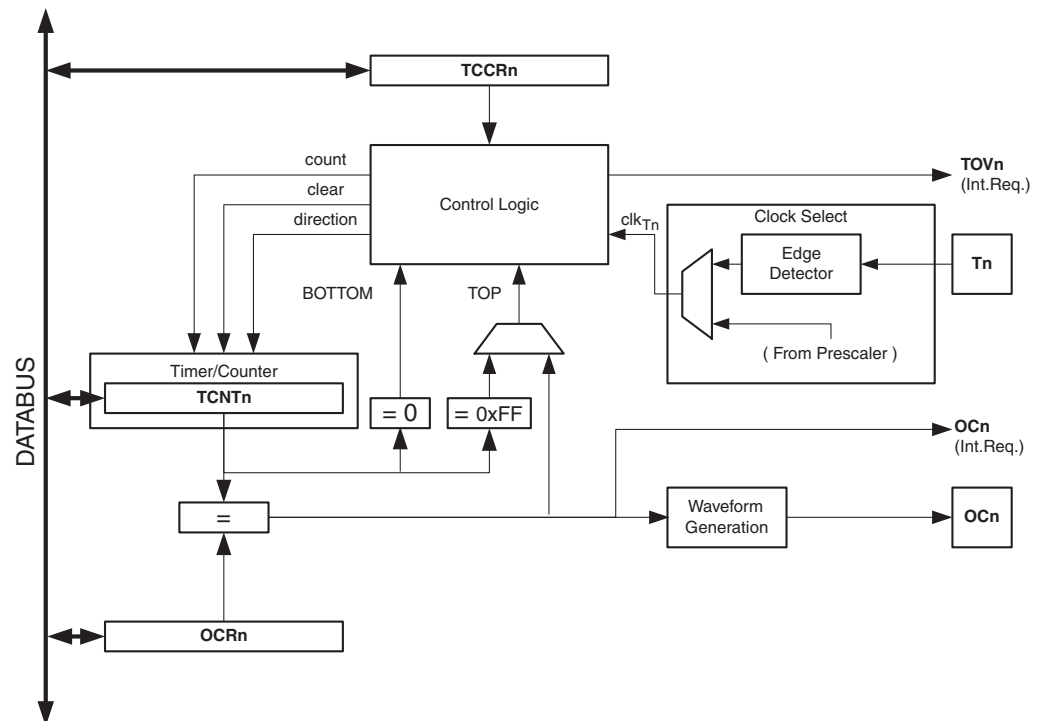 TCCRn
count
clear
direction
Control Logic
TOVn
(Int.Req.)
clkTn
Clock Select
Edge
Detector
Tn
( From Prescaler )
BOTTOM
TOP
DATABUS
Timer/Counter
TCNTn
= 0
= 0xFF
OCn
(Int.Req.)
=
Waveform
Generation
OCn
OCRn